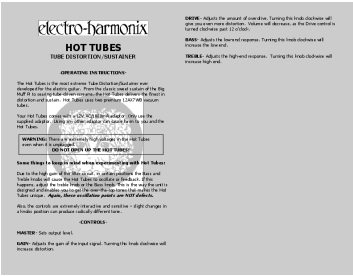 electro-harmonix
HOT TUBES
TUBE DISTORTION/SUSTAINER
-OPERATING INSTRUCTIONS-
The Hot Tubes is the most extreme Tube Distortion/Sustainer ever
developed for the electric guitar. From the classic sweet sustain of the Big
Muff Pi to cooking tube-driven screams, the Hot Tubes delivers the finest in
distortion and sustain. Hot Tubes uses two premium 12AX7WB vacuum
tubes.
Your Hot Tubes comes with a 12V AC/1000mA adaptor. Only use the
supplied adaptor. Using any other adaptor can cause harm to you and the
Hot Tubes.
WARNING: There are extremely high voltages in the Hot Tubes
even when it is unplugged.
DO NOT OPEN UP THE HOT TUBES!
Some things to keep in mind when experimenting with Hot Tubes:
Due to the high gain of the filter circuit, in certain positions the Bass and
Treble knobs will cause the Hot Tubes to oscillate or feedback. If this
happens, adjust the treble knob or the Bass knob. This is the way the unit is
designed and enables you to get the over-the-top tones that makes the Hot
Tubes unique. Again, these oscillation points are NOT defects.
Also, the controls are extremely interactive and sensitive – slight changes in
a knobs position can produce radically different tone.
-CONTROLS-
MASTER- Sets output level.
GAIN- Adjusts the gain of the input signal. Turning this knob clockwise will
increase distortion.
DRIVE- Adjusts the amount of overdrive. Turning this knob clockwise will
give you even more distortion. Volume will decrease, as the Drive control is
turned clockwise past 12 o'clock.
BASS- Adjusts the low-end response. Turning this knob clockwise will
increase the low end.
TREBLE- Adjusts the high-end response. Turning this knob clockwise will
increase high end.